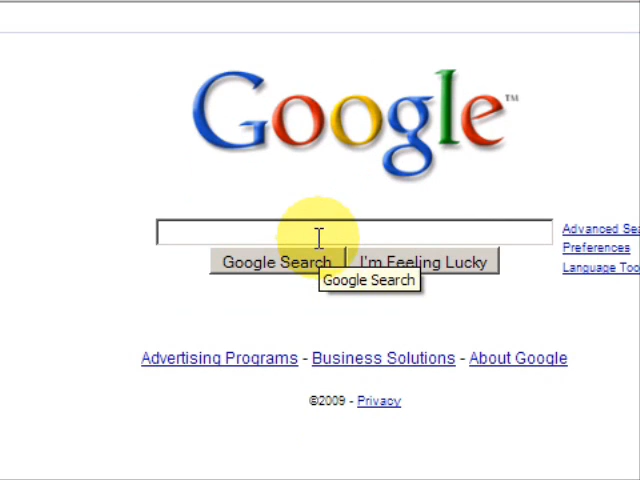 Google™
Advanced Sea
Preferences
Language Too
Google Search I'm Feeling Lucky
Google Search
Advertising Programs - Business Solutions - About Google
©2009 - Privacy